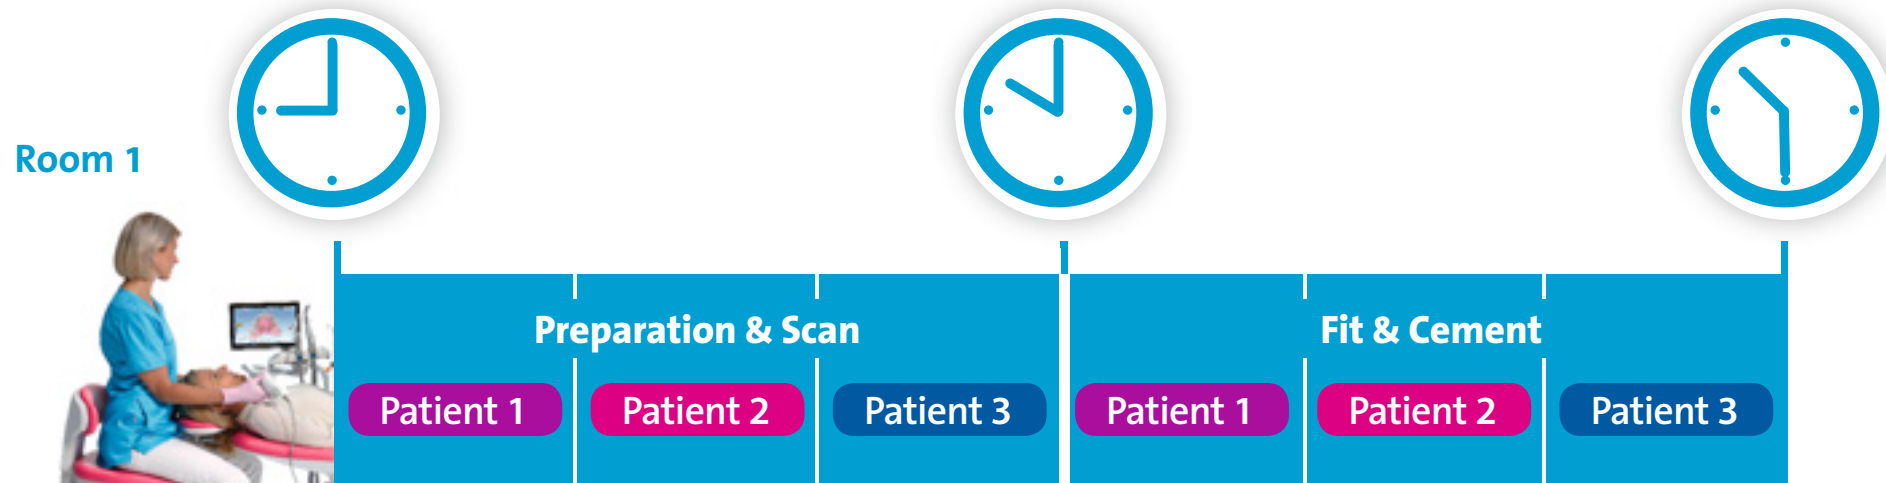 Room 1
Preparation & Scan
Fit & Cement
Patient 1
Patient 2
Patient 3
Patient 1
Patient 2
Patient 3